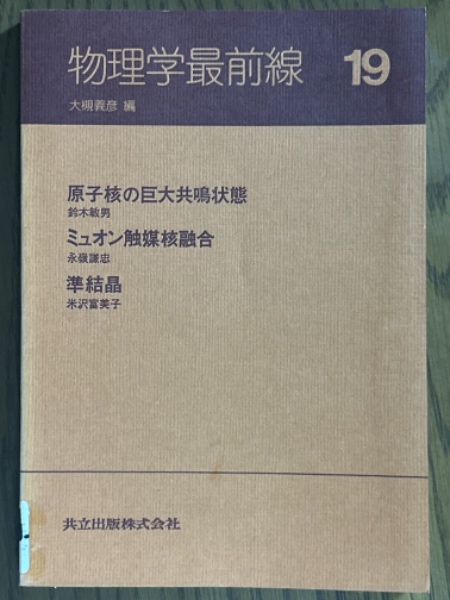 物理学最前線 19
大槻義彦 編
原子核の巨大共鳴状態
鈴木敏男
ミュオン触媒核融合
永嶺謙忠
準結晶
米沢富美子
共立出版株式会社